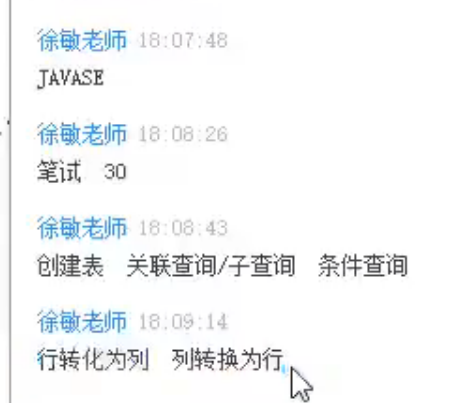 徐敏老师 18:07:48
JAVASE
徐敏老师 18:08:26
笔试 30
徐敏老师 18:08:43
创建表 关联查询/子查询 条件查询
徐敏老师 18:09:14
行转化为列 列转换为行